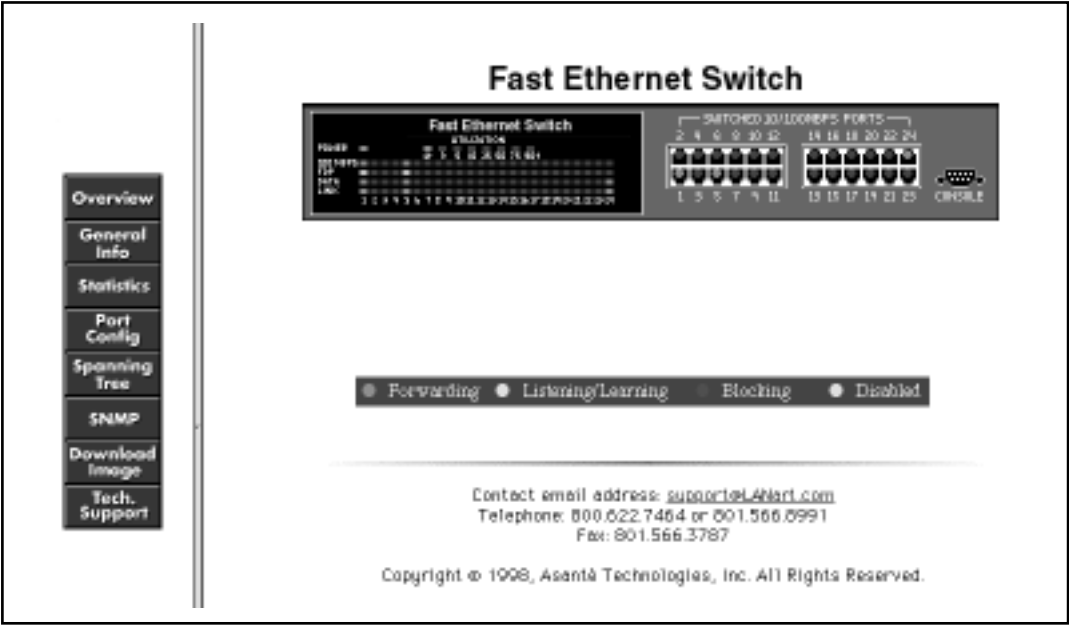 Overview
General
Info
Statistics
Port
Config
Spanning
Tree
SNMP
Download
Image
Tech.
Support
Fast Ethernet Switch
Fast Ethernet Switch
UTILIZATION
POWER
SWITCHED 10/100MBPS PORTS
2 4 6 8 10 12
14 16 18 20 22 24
1 3 5 7 9 11
13 15 17 19 21 23
CONSOLE
Forwarding Listening/Learning Blocking Disabled
Contact email address: support@LANart.com
Telephone: 800.622.7464 or 801.566.8991
Fax: 801.566.3787
Copyright © 1998, Asantè Technologies, Inc. All Rights Reserved.